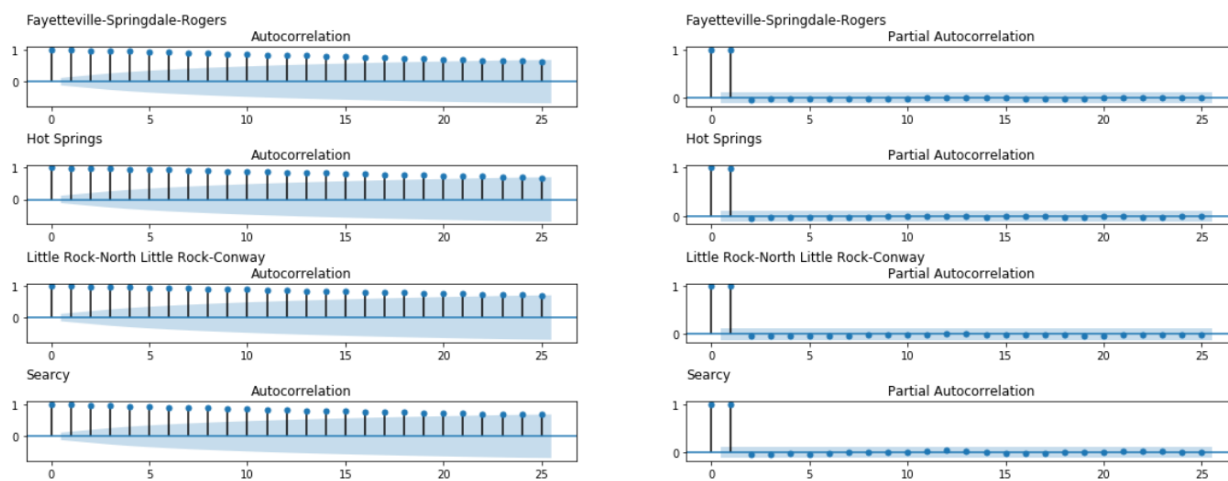 Fayetteville-Springdale-Rogers
Autocorrelation
1
0
0 5 10 15 20 25
Hot Springs
Autocorrelation
1
0
0 5 10 15 20 25
Little Rock-North Little Rock-Conway
Autocorrelation
1
0
0 5 10 15 20 25
Searcy
Autocorrelation
1
0
0 5 10 15 20 25
Fayetteville-Springdale-Rogers
Partial Autocorrelation
1
0
0 5 10 15 20 25
Hot Springs
Partial Autocorrelation
1
0
0 5 10 15 20 25
Little Rock-North Little Rock-Conway
Partial Autocorrelation
1
0
0 5 10 15 20 25
Searcy
Partial Autocorrelation
1
0
0 5 10 15 20 25